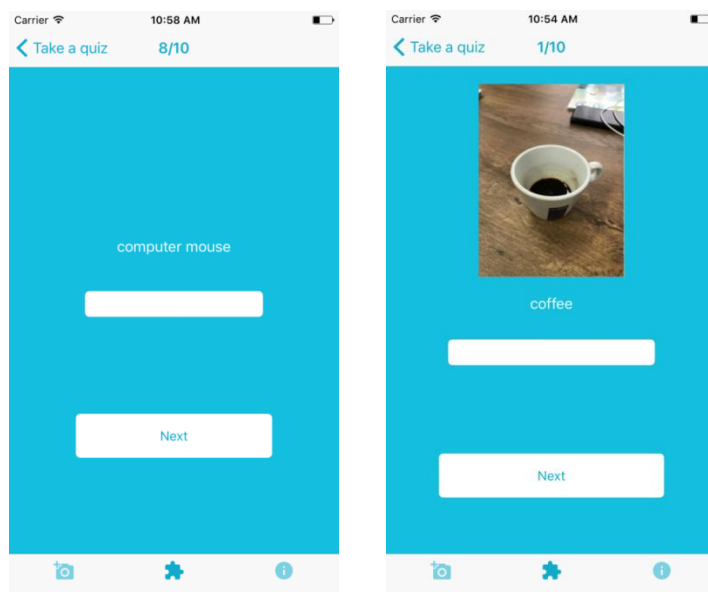 Carrier 10:58 AM
Take a quiz 8/10
computer mouse
Next
Carrier 10:54 AM
Take a quiz 1/10
coffee
Next